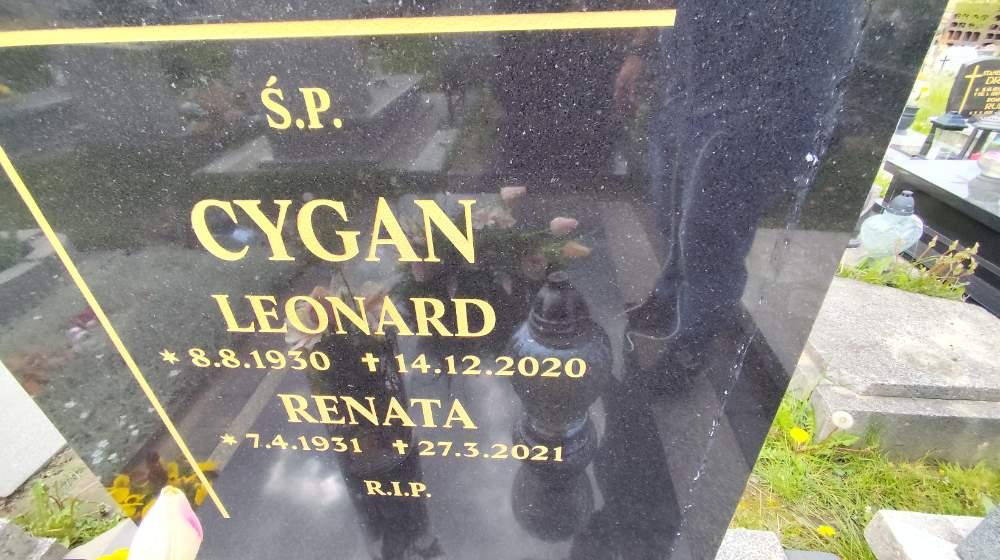 Ś.P.
CYGAN
LEONARD
* 8.8.1930 ✝ 14.12.2020
RENATA
* 7.4.1931 ✝ 27.3.2021
R.I.P.